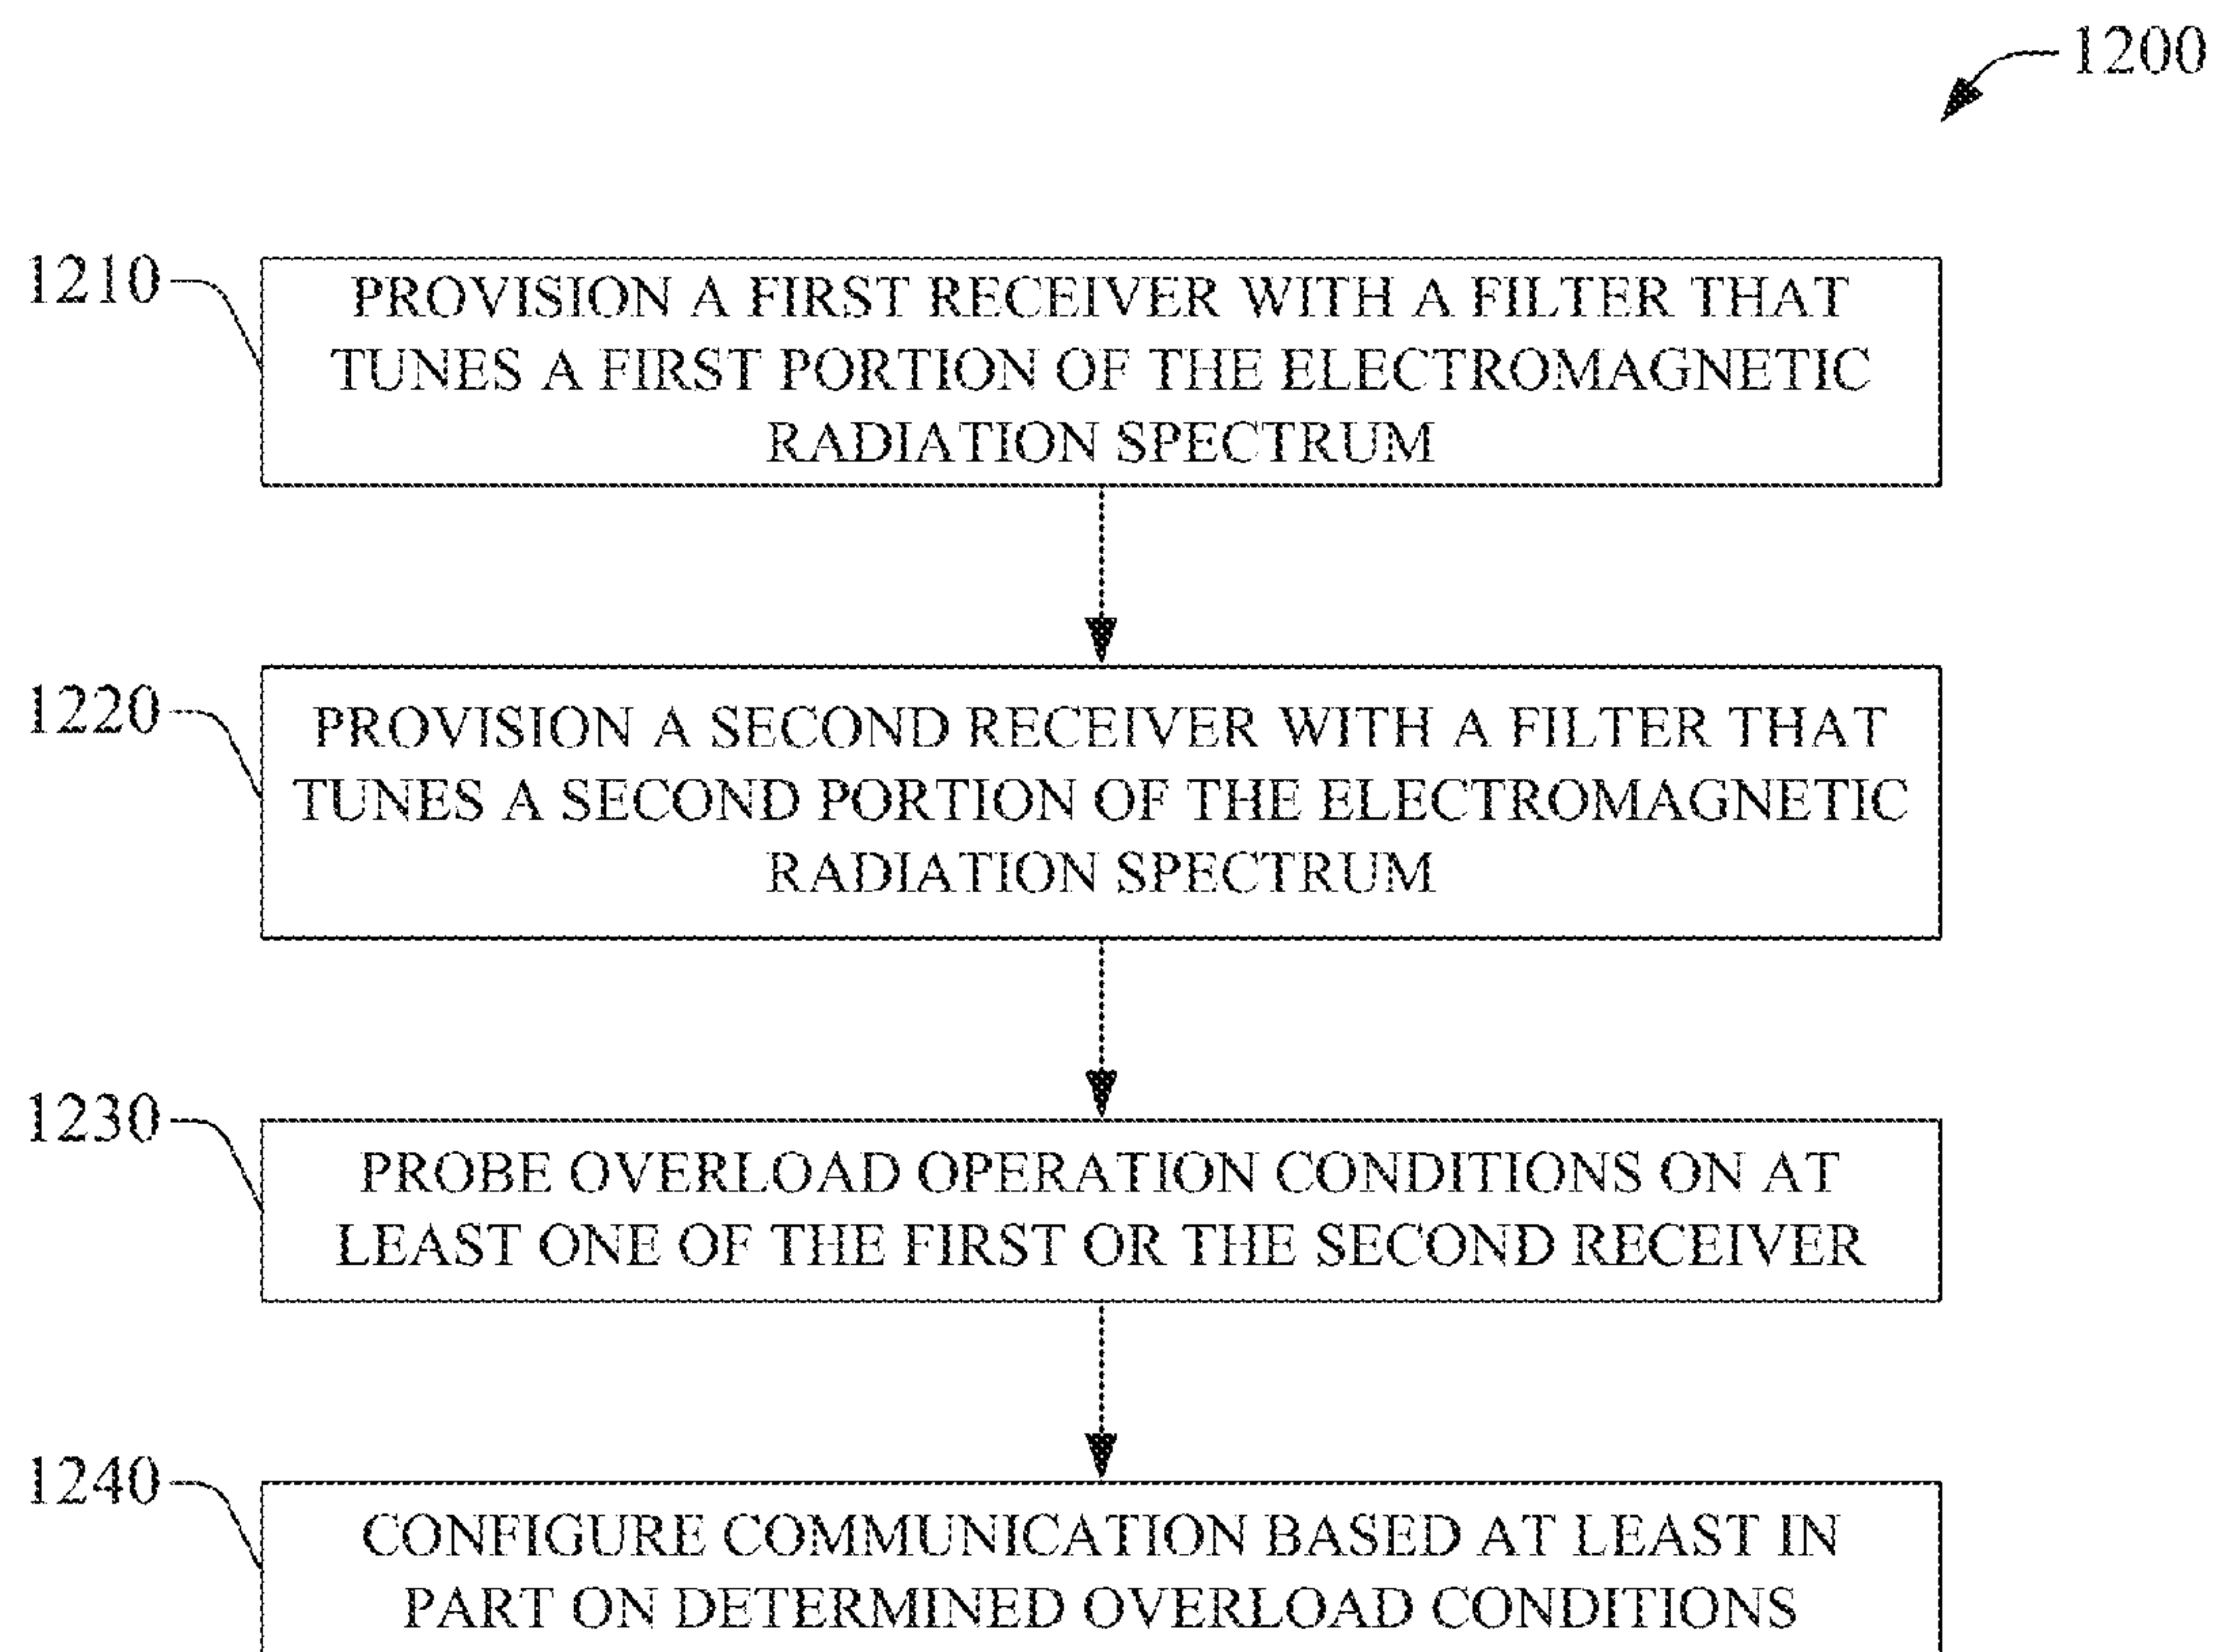 1200
1210
PROVISION A FIRST RECEIVER WITH A FILTER THAT
TUNES A FIRST PORTION OF THE ELECTROMAGNETIC
RADIATION SPECTRUM
1220
PROVISION A SECOND RECEIVER WITH A FILTER THAT
TUNES A SECOND PORTION OF THE ELECTROMAGNETIC
RADIATION SPECTRUM
1230
PROBE OVERLOAD OPERATION CONDITIONS ON AT
LEAST ONE OF THE FIRST OR THE SECOND RECEIVER
1240
CONFIGURE COMMUNICATION BASED AT LEAST IN
PART ON DETERMINED OVERLOAD CONDITIONS